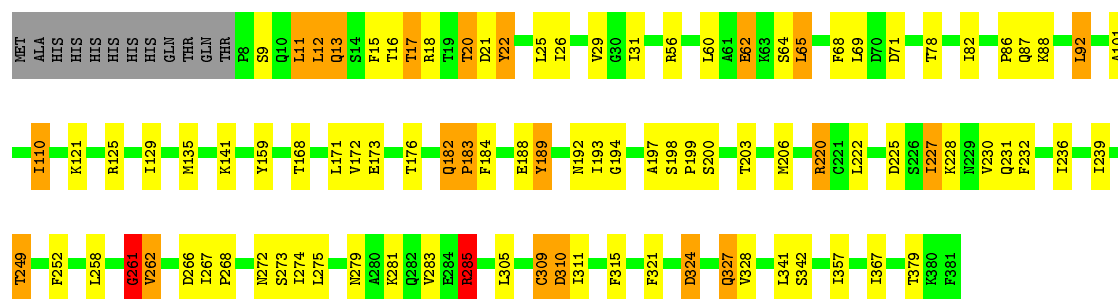 MET ALA HIS HIS HIS HIS HIS HIS GLN THR GLN THR P8 S9 Q10 L11 L12 Q13 S14 F15 T16 T17 R18 T19 T20 D21 Y22 L25 I26 V29 G30 I31 R56 L60 A61 E62 K63 S64 L65 F68 L69 D70 D71 T78 I82 P86 Q87 K88 L92
I110 K121 R125 I129 M135 K141 Y159 T168 L171 V172 E173 T176 Q182 P183 F184 E188 Y189 N192 I193 G194 A197 S198 P199 S200 T203 M206 R220 C221 L222 D225 S226 I227 K228 N229 V230 Q231 F232 I236 I239
T249 F252 L258 G261 V262 D266 I267 P268 N272 S273 I274 L275 N279 A280 K281 Q282 V283 E284 R285 L305 C309 D310 I311 F315 F321 D324 Q327 V328 L341 S342 I357 I367 T379 K380 F381